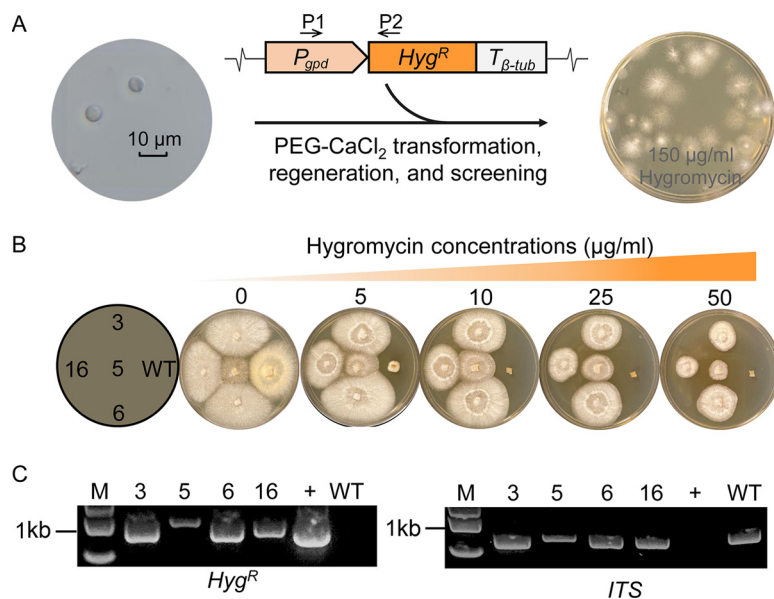 A
P1 P2
P_gpd Hyg^R T_β-tub
10 µm
PEG-CaCl₂ transformation,
regeneration, and screening
150 µg/ml
Hygromycin
B
Hygromycin concentrations (µg/ml)
0 5 10 25 50
3
16 5 WT
6
C
M 3 5 6 16 + WT
1kb
Hyg^R
M 3 5 6 16 + WT
1kb
ITS